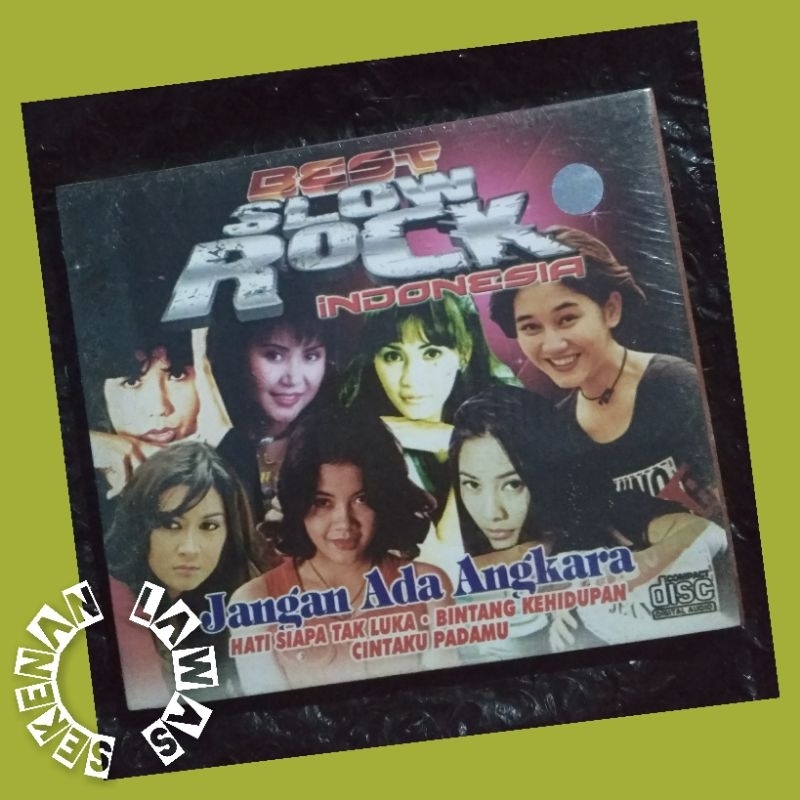 BEST
SLOW
ROCK
iNDONESIA
Jangan Ada Angkara
HATI SIAPA TAK LUKA • BINTANG KEHIDUPAN
CINTAKU PADAMU
COMPACT
disc
DIGITAL AUDIO
SEKENAN LAWAS